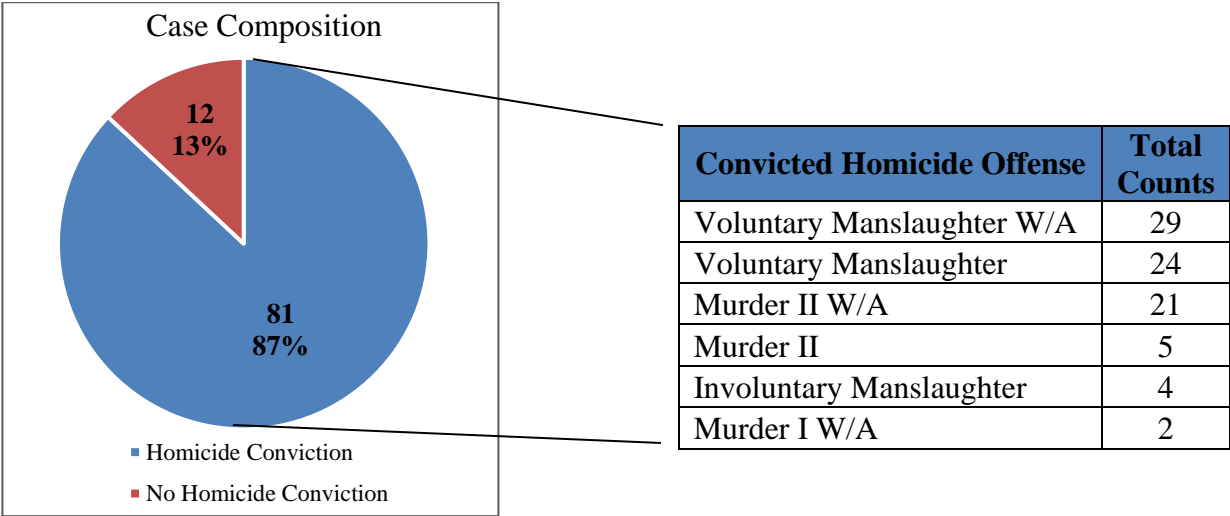 Case Composition
12
13%
81
87%
Homicide Conviction
No Homicide Conviction
Convicted Homicide Offense Total Counts
Voluntary Manslaughter W/A 29
Voluntary Manslaughter 24
Murder II W/A 21
Murder II 5
Involuntary Manslaughter 4
Murder I W/A 2